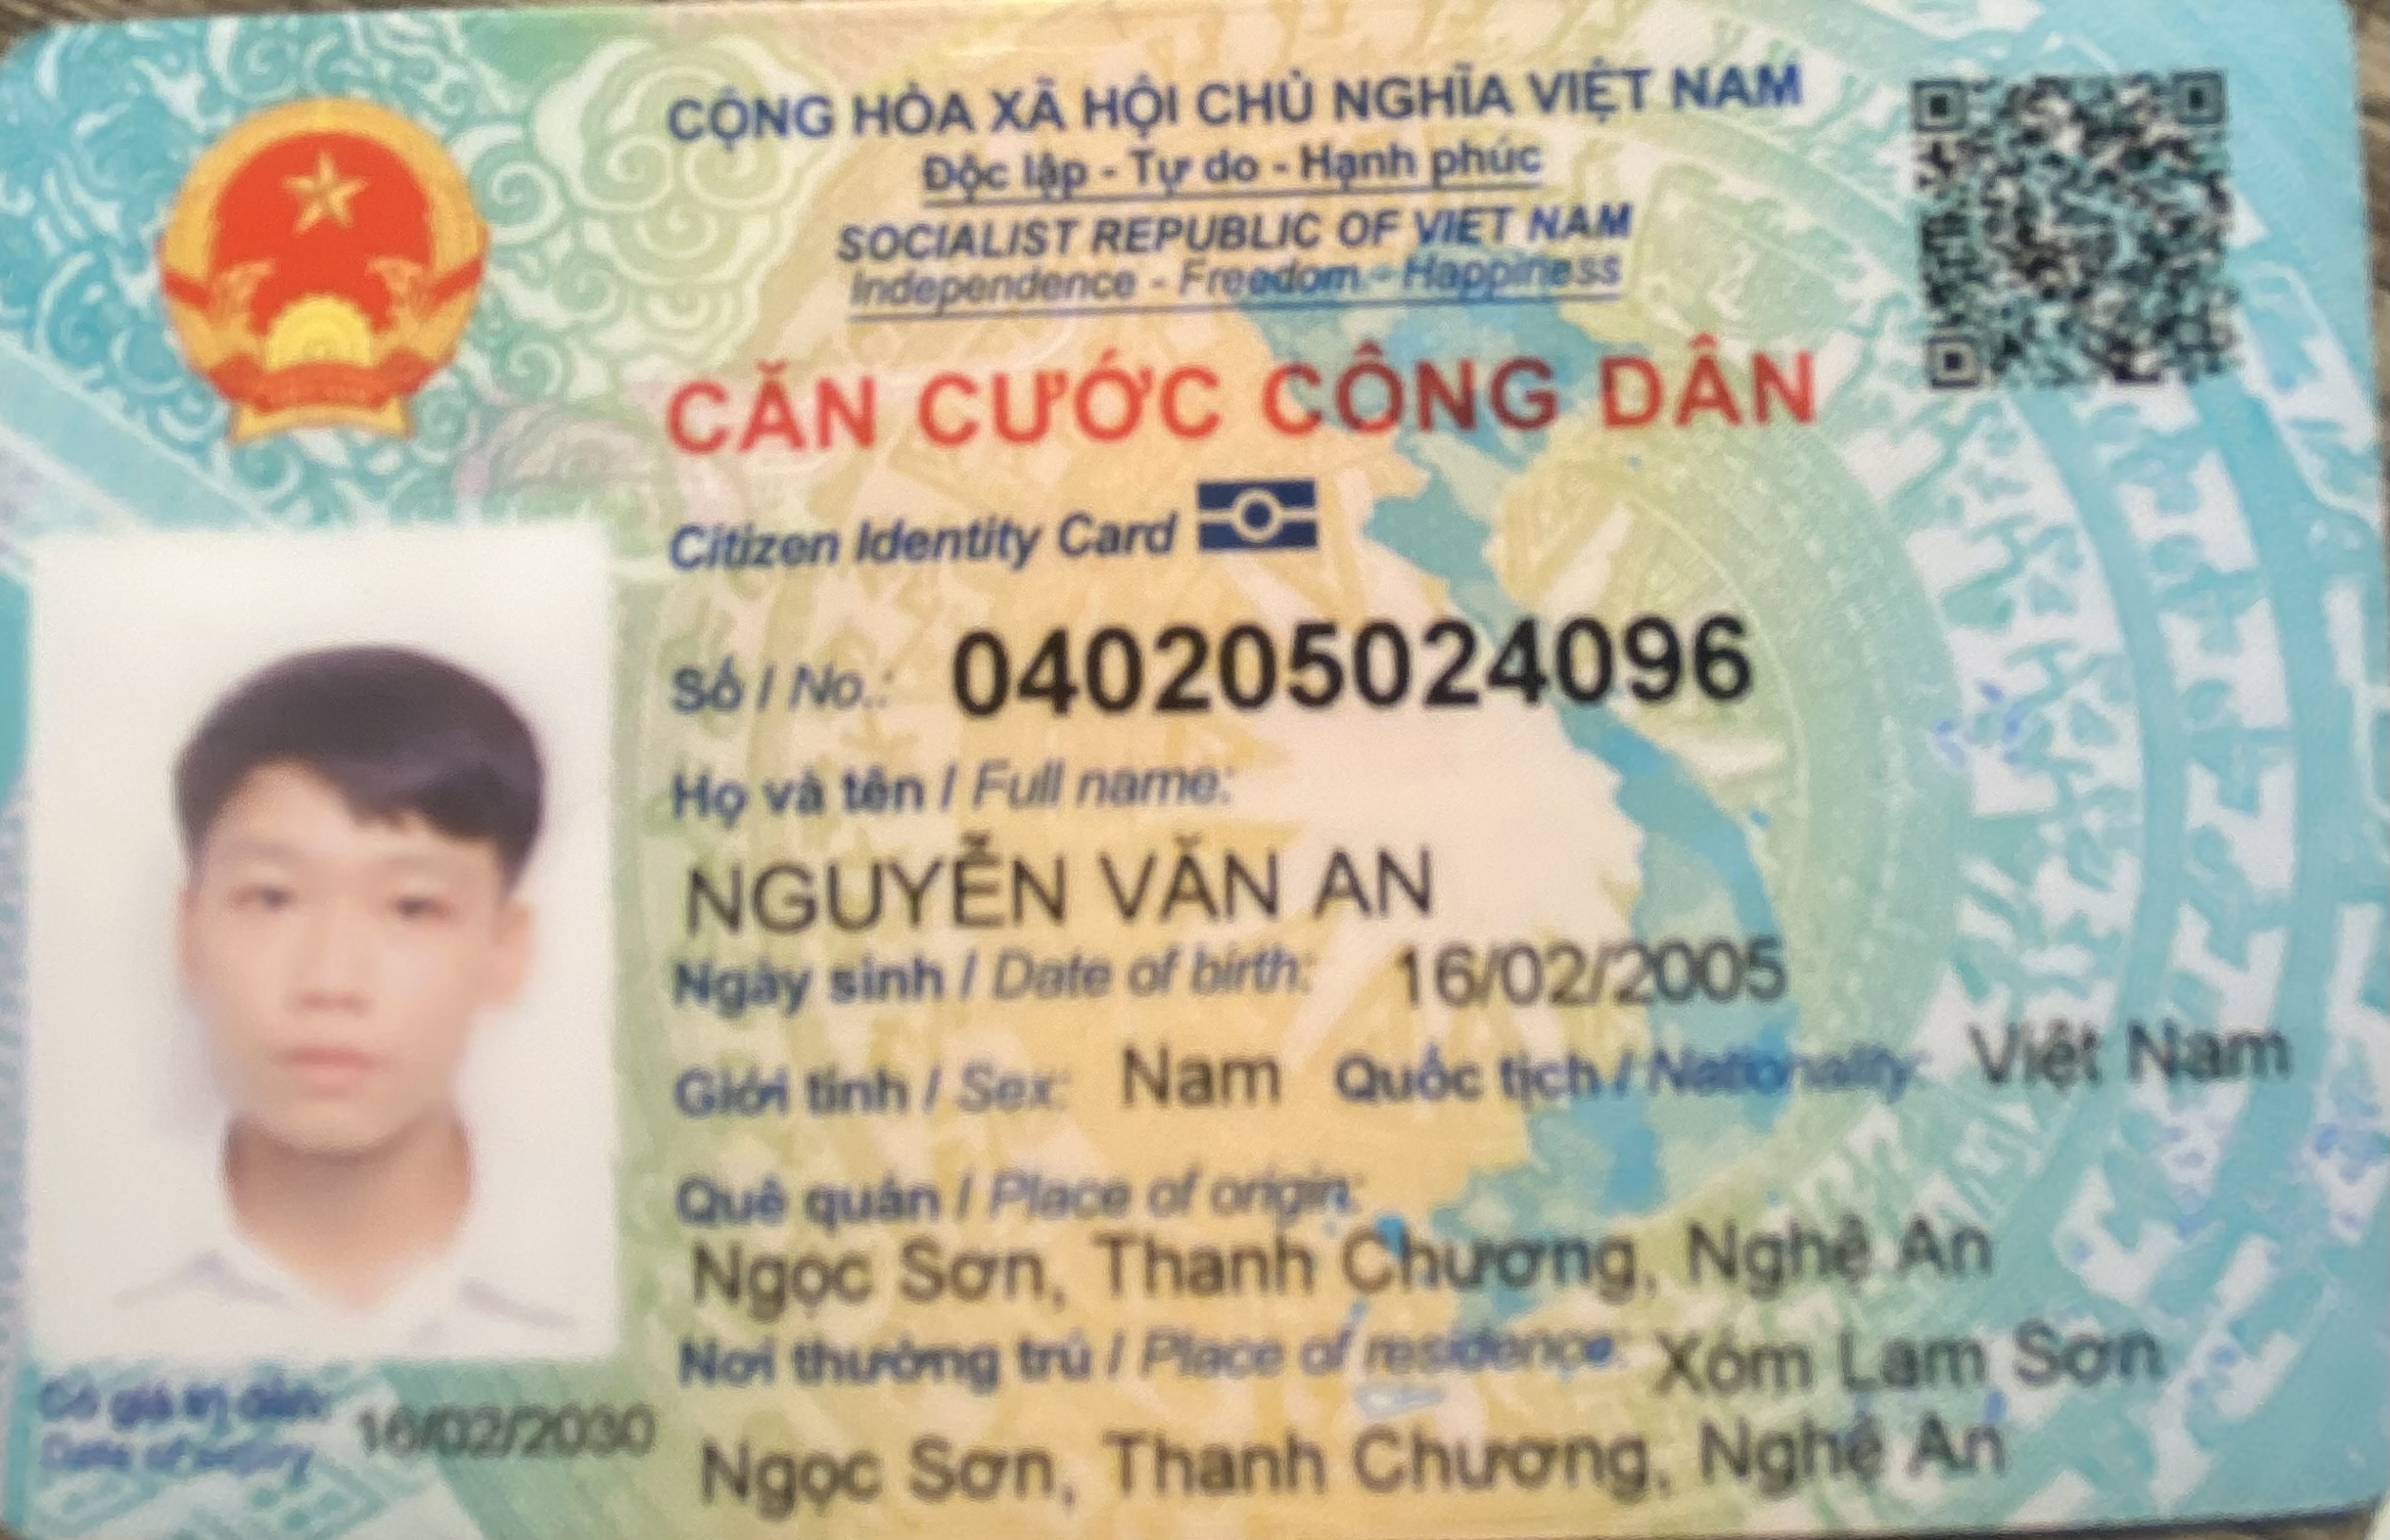 CỘNG HÒA XÃ HỘI CHỦ NGHĨA VIỆT NAM
Độc lập - Tự do - Hạnh phúc
SOCIALIST REPUBLIC OF VIET NAM
Independence - Freedom - Happiness
CĂN CƯỚC CÔNG DÂN
Citizen Identity Card
Số / No.: 040205024096
Họ và tên / Full name:
NGUYỄN VĂN AN
Ngày sinh / Date of birth: 16/02/2005
Giới tính / Sex: Nam Quốc tịch / Nationality: Việt Nam
Quê quán / Place of origin:
Ngọc Sơn, Thanh Chương, Nghệ An
Nơi thường trú / Place of residence: Xóm Lam Sơn
Ngọc Sơn, Thanh Chương, Nghệ An
Có giá trị đến: 16/02/2030
Date of expiry